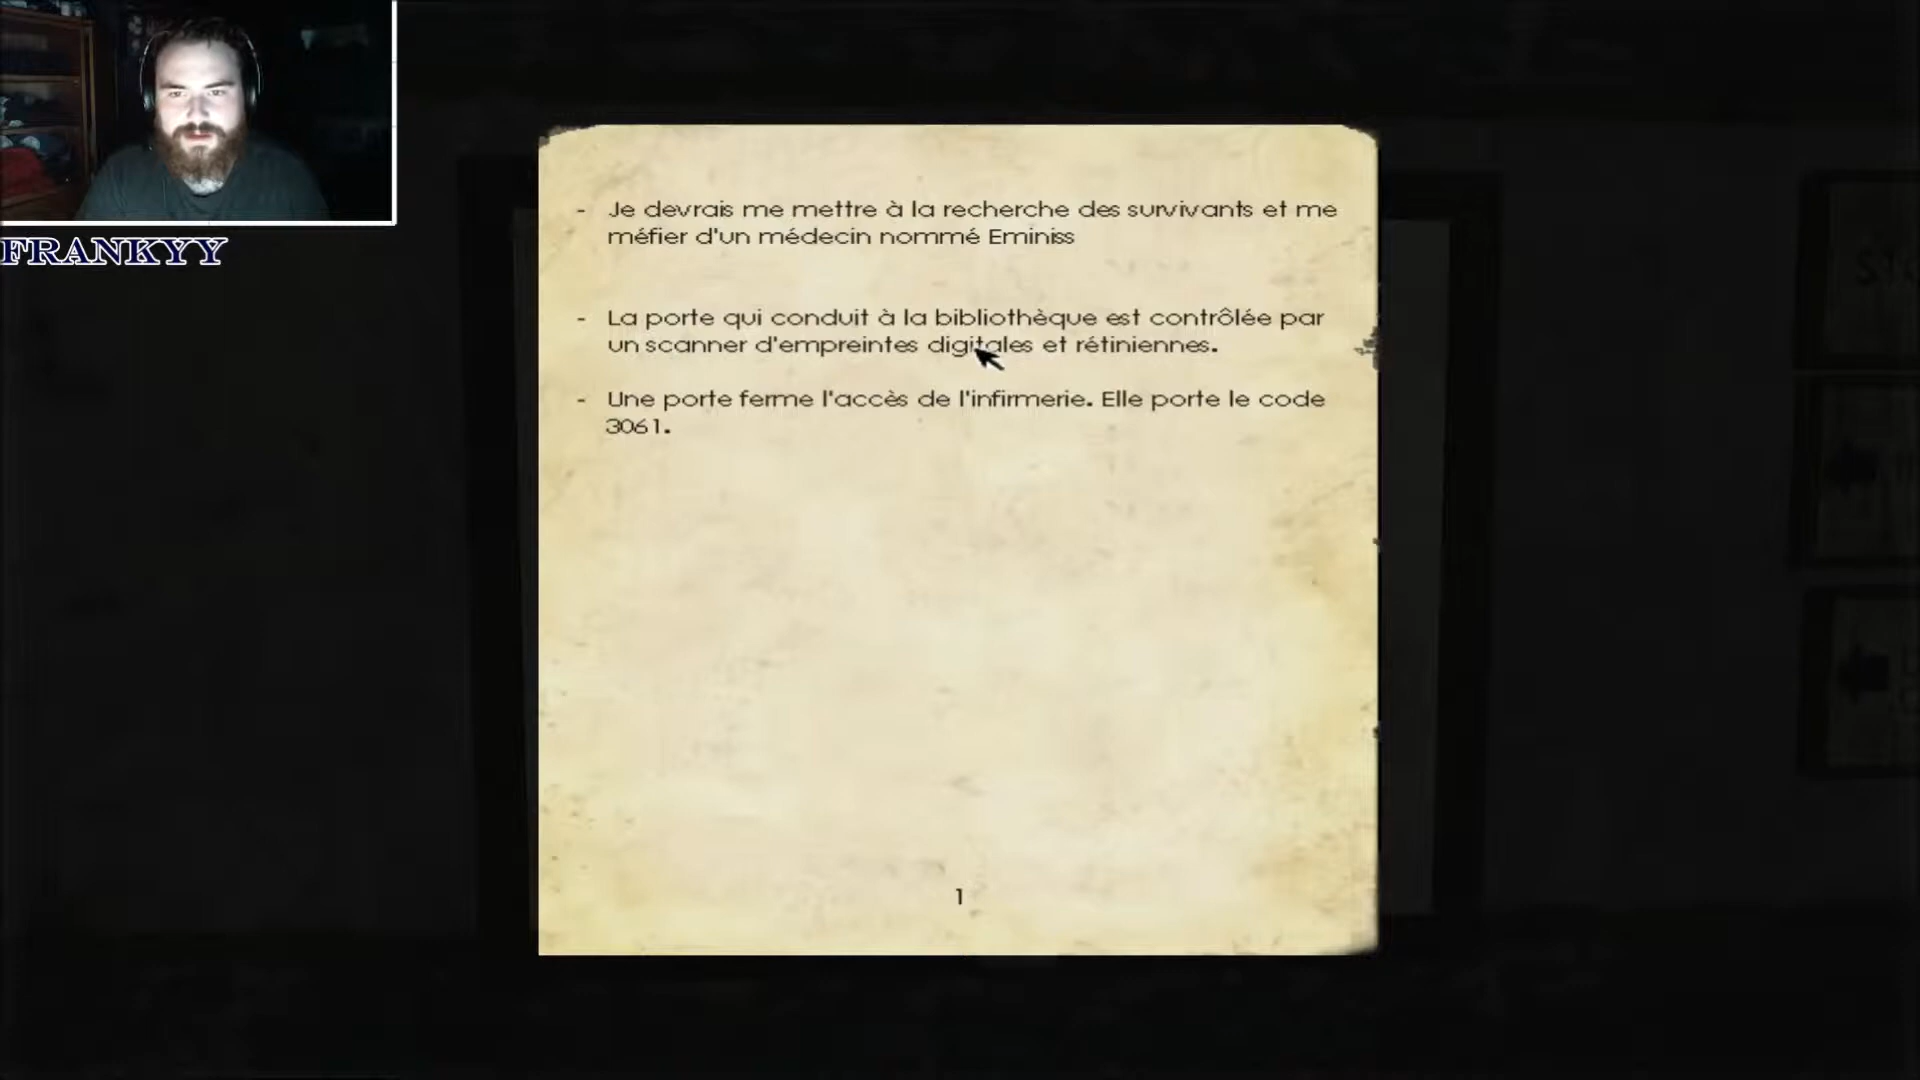 FRANKYY
- Je devrais me mettre à la recherche des survivants et me
méfier d'un médecin nommé Eminiss
- La porte qui conduit à la bibliothèque est contrôlée par
un scanner d'empreintes digitales et rétiniennes.
- Une porte ferme l'accès de l'infirmerie. Elle porte le code
3061.
1